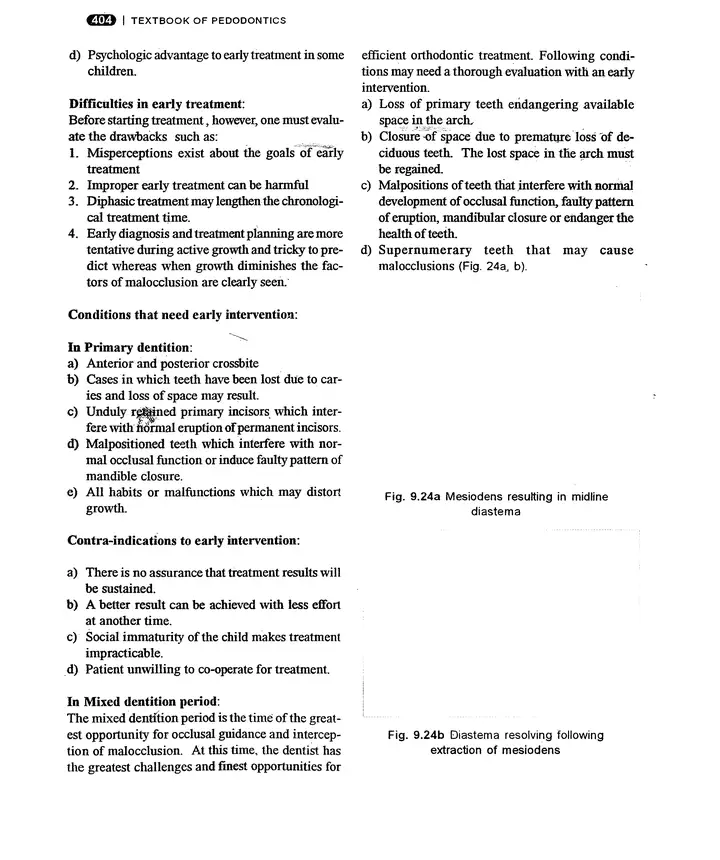 404 | TEXTBOOK OF PEDODONTICS
d) Psychologic advantage to early treatment in some
children.
Difficulties in early treatment:
Before starting treatment , however, one must evalu-
ate the drawbacks such as:
1. Misperceptions exist about the goals of early
treatment
2. Improper early treatment can be harmful
3. Diphasic treatment may lengthen the chronologi-
cal treatment time.
4. Early diagnosis and treatment planning are more
tentative during active growth and tricky to pre-
dict whereas when growth diminishes the fac-
tors of malocclusion are clearly seen.
Conditions that need early intervention:
In Primary dentition:
a) Anterior and posterior crossbite
b) Cases in which teeth have been lost due to car-
ies and loss of space may result.
c) Unduly retained primary incisors which inter-
fere with normal eruption of permanent incisors.
d) Malpositioned teeth which interfere with nor-
mal occlusal function or induce faulty pattern of
mandible closure.
e) All habits or malfunctions which may distort
growth.
Contra-indications to early intervention:
a) There is no assurance that treatment results will
be sustained.
b) A better result can be achieved with less effort
at another time.
c) Social immaturity of the child makes treatment
impracticable.
d) Patient unwilling to co-operate for treatment.
In Mixed dentition period:
The mixed dentition period is the time of the great-
est opportunity for occlusal guidance and intercep-
tion of malocclusion. At this time, the dentist has
the greatest challenges and finest opportunities for
efficient orthodontic treatment. Following condi-
tions may need a thorough evaluation with an early
intervention.
a) Loss of primary teeth endangering available
space in the arch.
b) Closure of space due to premature loss of de-
ciduous teeth. The lost space in the arch must
be regained.
c) Malpositions of teeth that interfere with normal
development of occlusal function, faulty pattern
of eruption, mandibular closure or endanger the
health of teeth.
d) Supernumerary teeth that may cause
malocclusions (Fig. 24a, b).
Fig. 9.24a Mesiodens resulting in midline
diastema
Fig. 9.24b Diastema resolving following
extraction of mesiodens